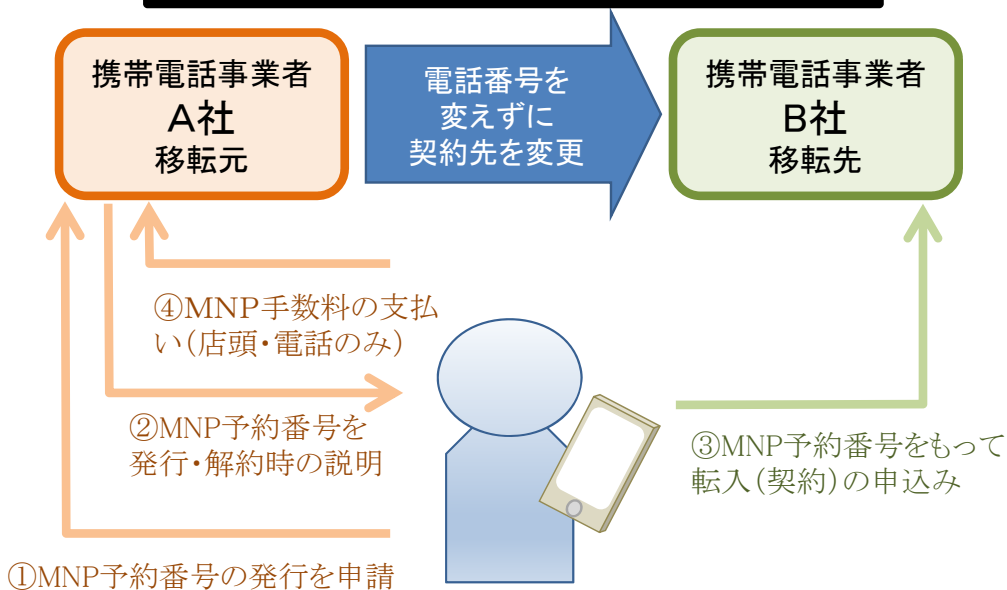 携帯電話事業者
A社
移転元
電話番号を
変えずに
契約先を変更
携帯電話事業者
B社
移転先
④MNP手数料の支払
い(店頭・電話のみ)
②MNP予約番号を
発行・解約時の説明
③MNP予約番号をもって
転入(契約)の申込み
①MNP予約番号の発行を申請